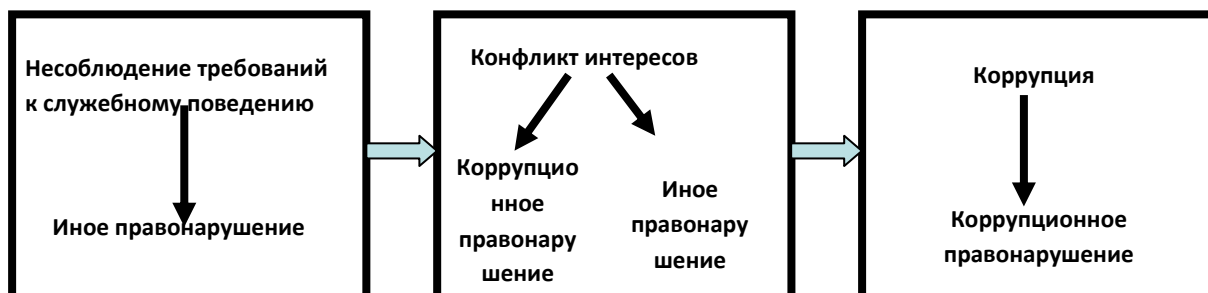 Несоблюдение требований
к служебному поведению
Иное правонарушение
Конфликт интересов
Коррупцио
нное
правонару
шение
Иное
правонару
шение
Коррупция
Коррупционное
правонарушение